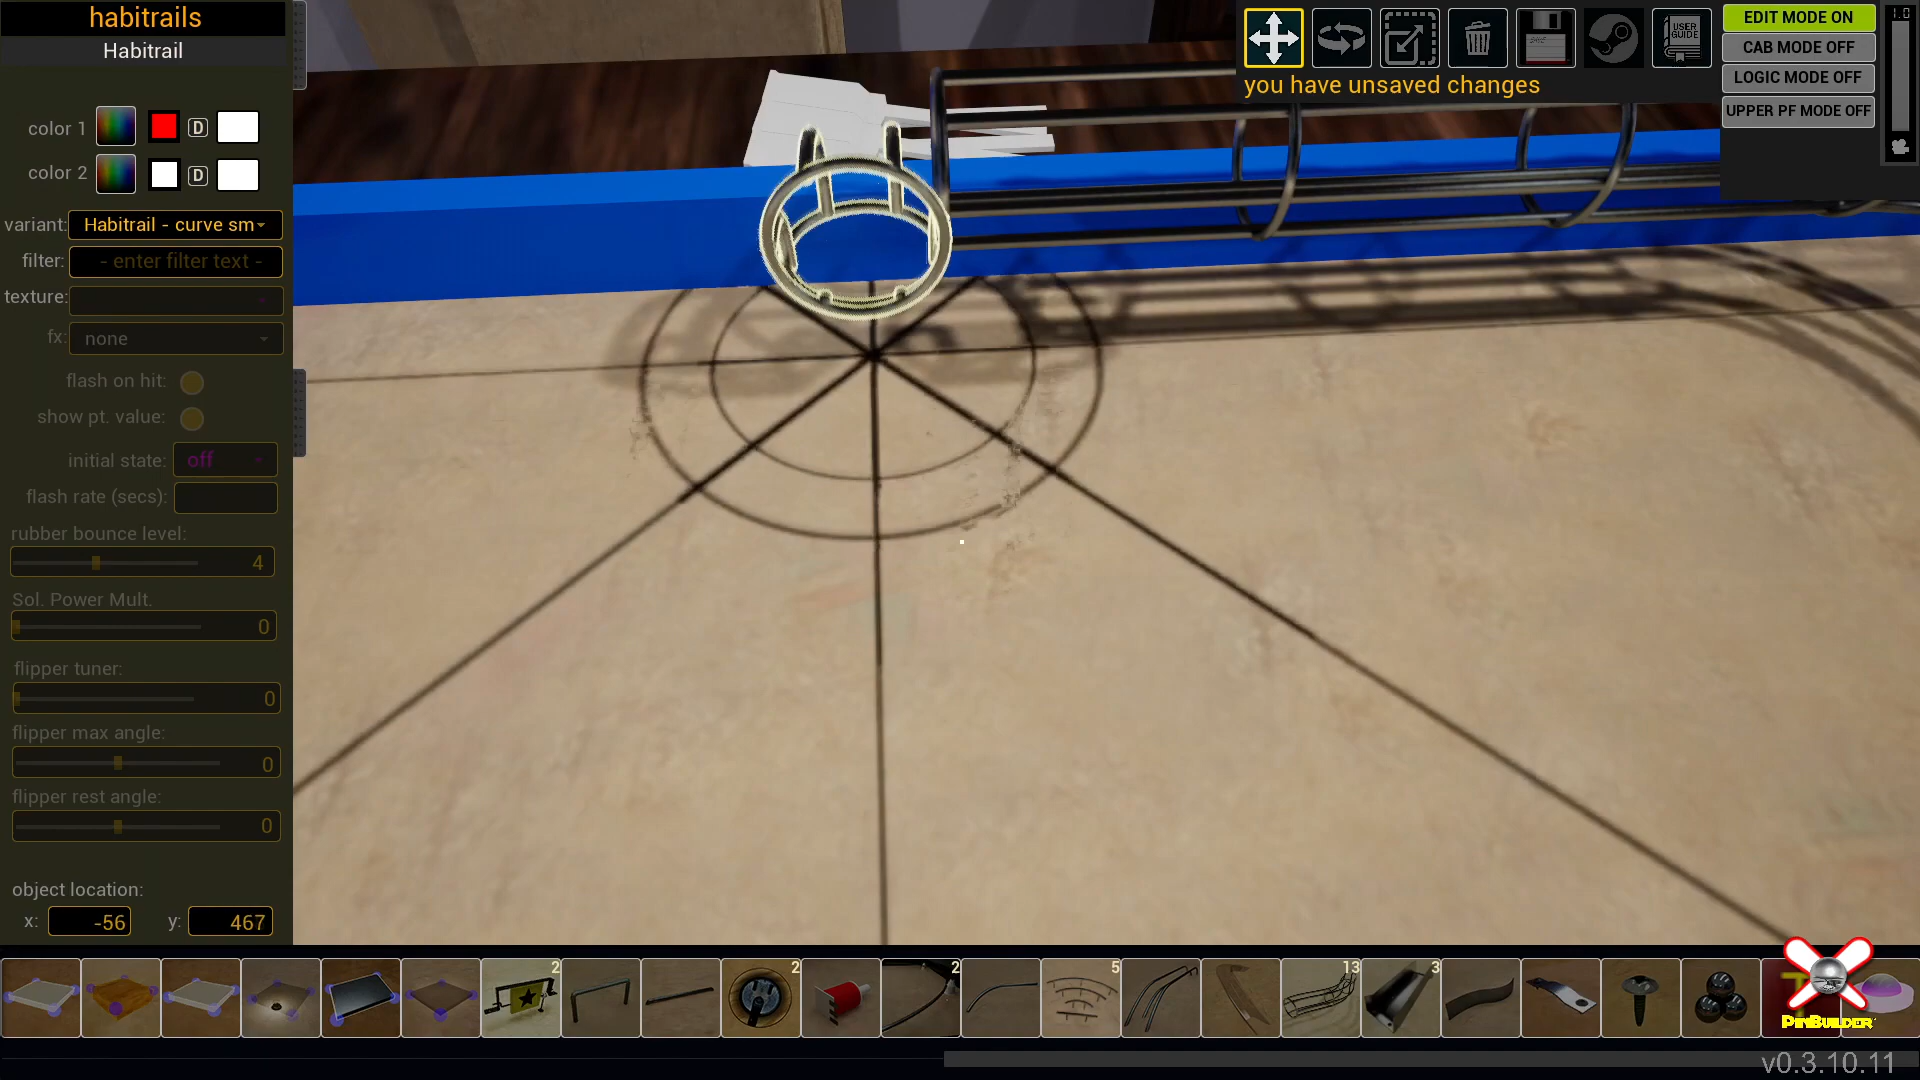 habitrails
Habitrail
color 1
D
color 2
D
variant:
Habitrail - curve sm
filter:
- enter filter text -
texture:
fx:
none
flash on hit:
show pt. value:
initial state:
off
flash rate (secs):
rubber bounce level:
4
Sol. Power Mult.
0
flipper tuner:
0
flipper max angle:
0
flipper rest angle:
0
object location:
x:
-56
y:
467
USER
GUIDE
you have unsaved changes
EDIT MODE ON
CAB MODE OFF
LOGIC MODE OFF
UPPER PF MODE OFF
1.0
2
2
2
5
13
3
PINBUILDER
v0.3.10.11